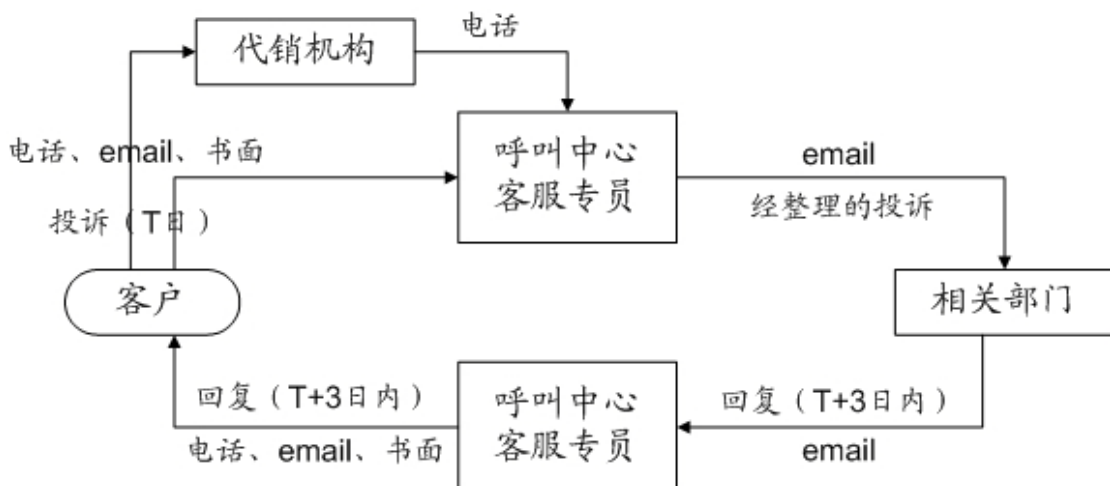 电话
代销机构
电话、email、书面
呼叫中心
客服专员
email
经整理的投诉
投诉（T日）
客户
相关部门
回复（T+3日内）
电话、email、书面
呼叫中心
客服专员
回复（T+3日内）
email